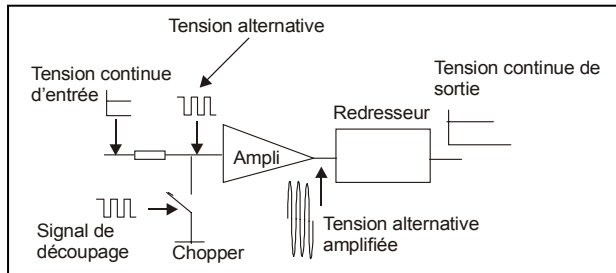 Tension alternative
Tension continue
d'entrée
Tension continue de
sortie
Redresseur
Ampli
Signal de
découpage
Chopper
Tension alternative
amplifiée